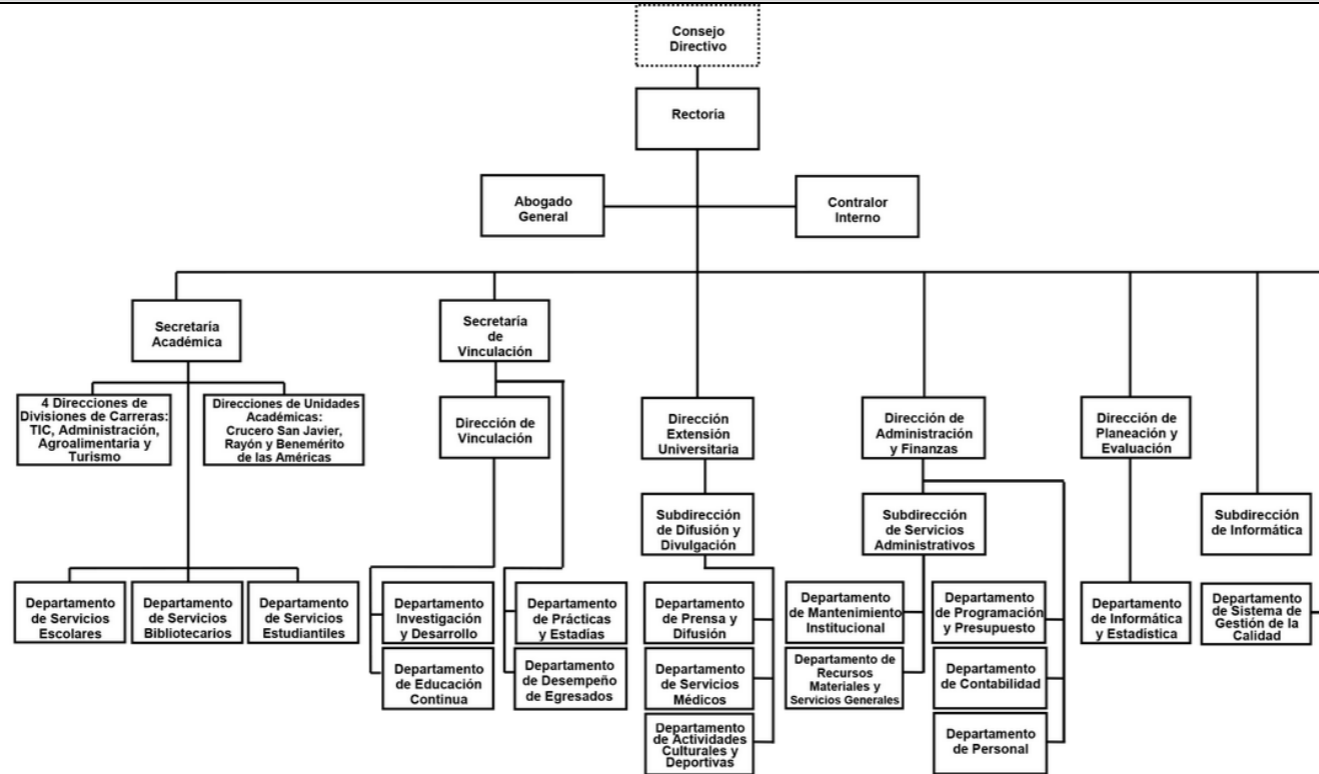 Consejo
Directivo
Rectoría
Abogado
General
Contralor
Interno
Secretaría
Académica
Secretaría
de
Vinculación
4 Direcciones de
Divisiones de Carreras:
TIC, Administración,
Agroalimentaria y
Turismo
Direcciones de Unidades
Académicas:
Crucero San Javier,
Rayón y Benemérito
de las Américas
Dirección de
Vinculación
Dirección
Extensión
Universitaria
Dirección de
Administración
y Finanzas
Dirección de
Planeación y
Evaluación
Subdirección
de Difusión y
Divulgación
Subdirección
de Servicios
Administrativos
Subdirección
de Informática
Departamento
de Servicios
Escolares
Departamento
de Servicios
Bibliotecarios
Departamento
de Servicios
Estudiantiles
Departamento
Investigación
y Desarrollo
Departamento
de Prácticas
y Estadías
Departamento
de Prensa y
Difusión
Departamento
de Mantenimiento
Institucional
Departamento
de Programación
y Presupuesto
Departamento
de Informática
y Estadística
Departamento
de Sistema de
Gestión de la
Calidad
Departamento
de Educación
Continua
Departamento
de Desempeño
de Egresados
Departamento
de Servicios
Médicos
Departamento de
Recursos
Materiales y
Servicios Generales
Departamento
de Contabilidad
Departamento
de Actividades
Culturales y
Deportivas
Departamento
de Personal